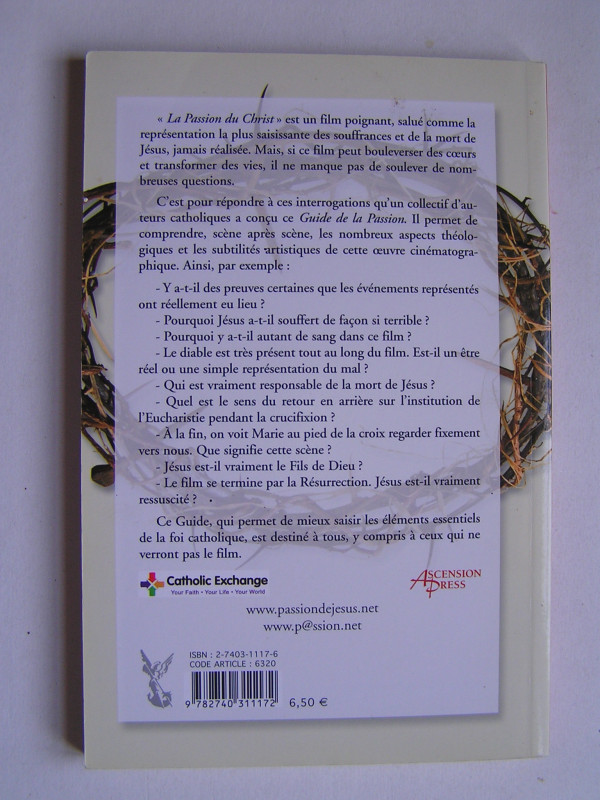 « La Passion du Christ » est un film poignant, salué comme la
représentation la plus saisissante des souffrances et de la mort de
Jésus, jamais réalisée. Mais, si ce film peut bouleverser des cœurs
et transformer des vies, il ne manque pas de soulever de nom-
breuses questions.
C'est pour répondre à ces interrogations qu'un collectif d'au-
teurs catholiques a conçu ce Guide de la Passion. Il permet de
comprendre, scène après scène, les nombreux aspects théolo-
giques et les subtilités artistiques de cette œuvre cinématogra-
phique. Ainsi, par exemple :
- Y a-t-il des preuves certaines que les événements représentés
ont réellement eu lieu ?
- Pourquoi Jésus a-t-il souffert de façon si terrible ?
- Pourquoi y a-t-il autant de sang dans ce film ?
- Le diable est très présent tout au long du film. Est-il un être
réel ou une simple représentation du mal ?
- Qui est vraiment responsable de la mort de Jésus ?
- Quel est le sens du retour en arrière sur l'institution de
l'Eucharistie pendant la crucifixion ?
- À la fin, on voit Marie au pied de la croix regarder fixement
vers nous. Que signifie cette scène ?
- Jésus est-il vraiment le Fils de Dieu ?
- Le film se termine par la Résurrection. Jésus est-il vraiment
ressuscité ?
Ce Guide, qui permet de mieux saisir les éléments essentiels
de la foi catholique, est destiné à tous, y compris à ceux qui ne
verront pas le film.
Catholic Exchange
Your Faith • Your Life • Your World
ASCENSION
PRESS
www.passiondejesus.net
www.p@ssion.net
ISBN : 2-7403-1117-6
CODE ARTICLE : 6320
9 782740 311172
6,50 €